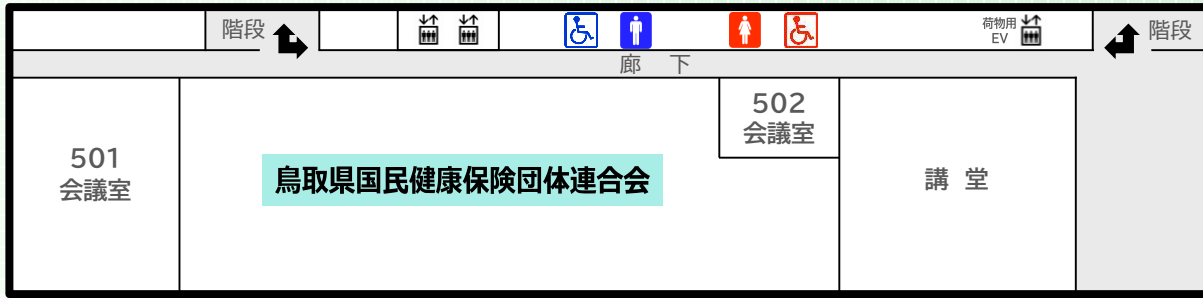 階段
荷物用
EV
階段
廊 下
501
会議室
鳥取県国民健康保険団体連合会
502
会議室
講 堂